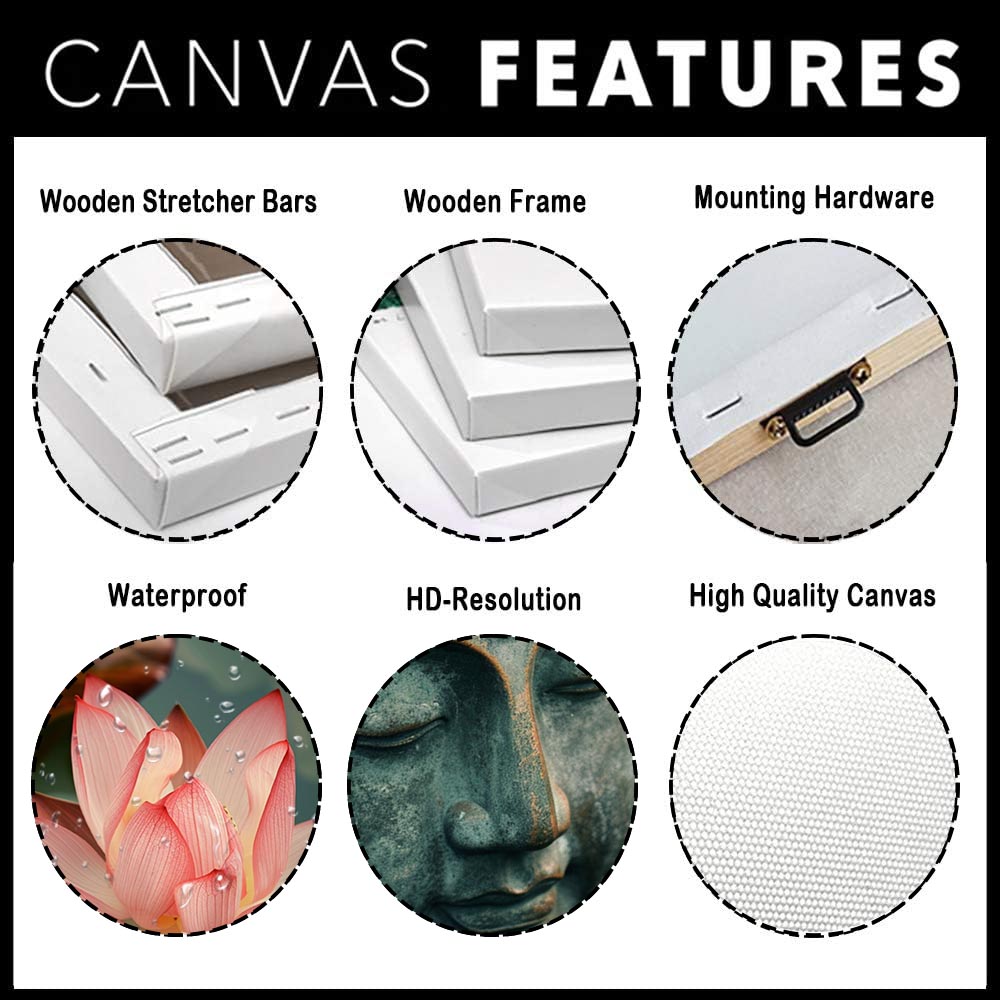 CANVAS FEATURES
Wooden Stretcher Bars
Wooden Frame
Mounting Hardware
Waterproof
HD-Resolution
High Quality Canvas